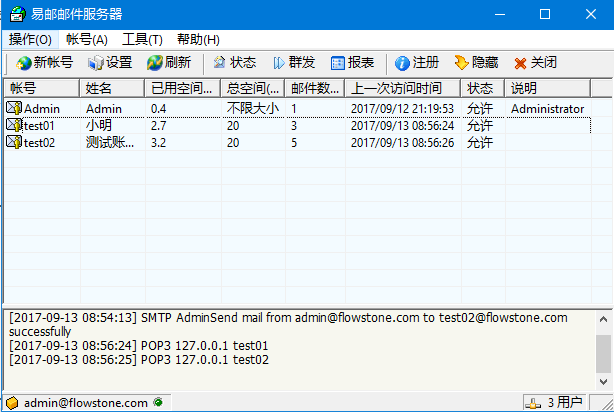 易邮邮件服务器
操作(O) 帐号(A) 工具(T) 帮助(H)
新帐号 设置 刷新 状态 群发 报表 注册 隐藏 关闭
帐号 姓名 已用空间... 总空间(... 邮件数... 上一次访问时间 状态 说明
Admin Admin 0.4 不限大小 1 2017/09/12 21:19:53 允许 Administrator
test01 小明 2.7 20 3 2017/09/13 08:56:24 允许
test02 测试账... 3.2 20 5 2017/09/13 08:56:26 允许
[2017-09-13 08:54:13] SMTP AdminSend mail from admin@flowstone.com to test02@flowstone.com
successfully
[2017-09-13 08:56:24] POP3 127.0.0.1 test01
[2017-09-13 08:56:25] POP3 127.0.0.1 test02
admin@flowstone.com 3 用户